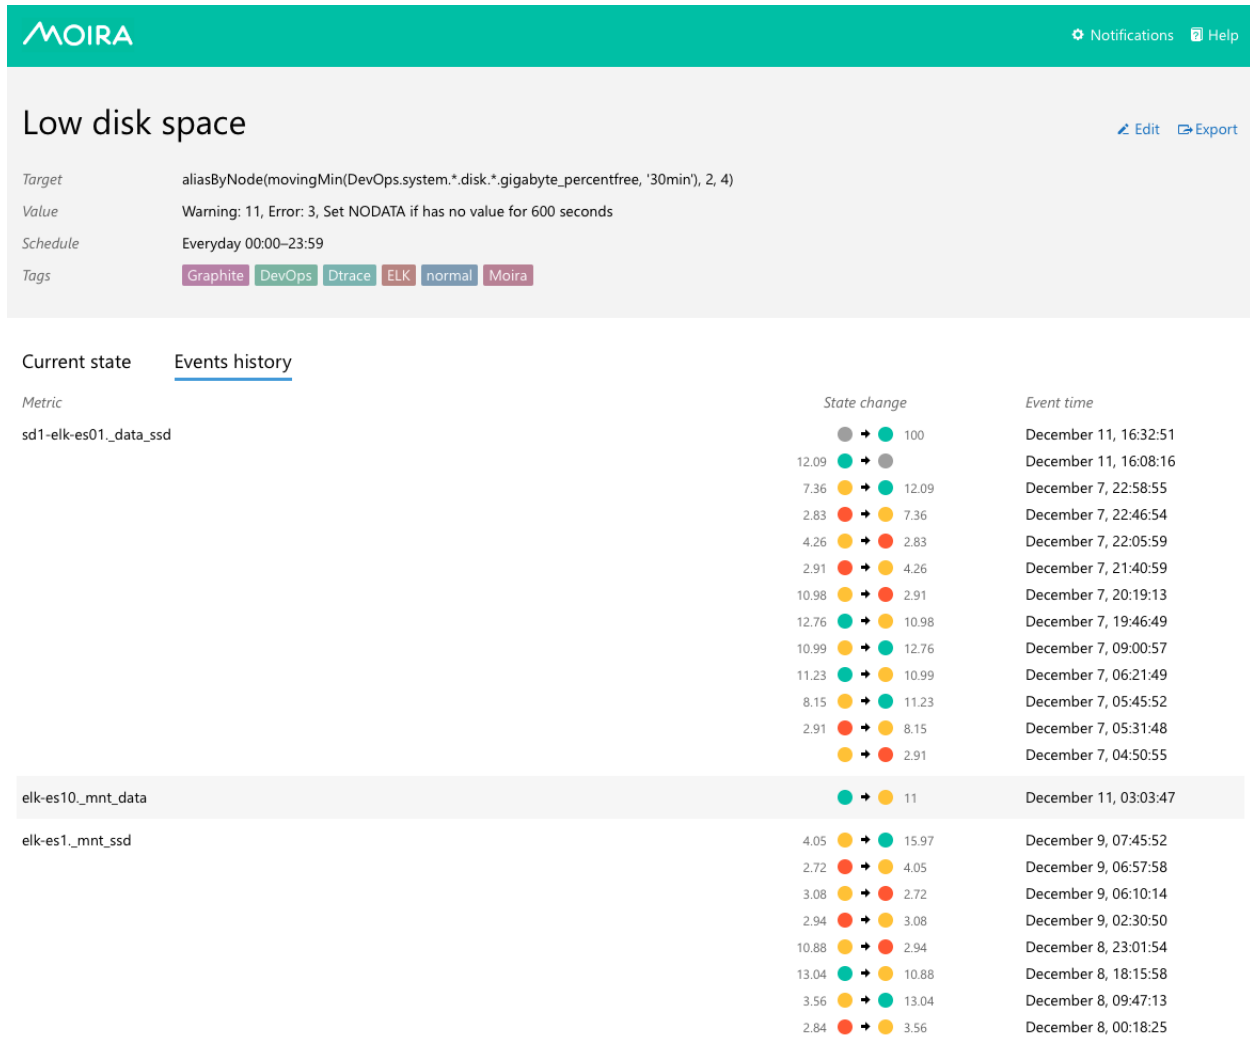 MOIRA
Notifications Help
Low disk space
Edit Export
Target aliasByNode(movingMin(DevOps.system.*.disk.*.gigabyte_percentfree, '30min'), 2, 4)
Value Warning: 11, Error: 3, Set NODATA if has no value for 600 seconds
Schedule Everyday 00:00–23:59
Tags Graphite DevOps Dtrace ELK normal Moira
Current state Events history
Metric State change Event time
sd1-elk-es01._data_ssd 100 December 11, 16:32:51
12.09 December 11, 16:08:16
7.36 12.09 December 7, 22:58:55
2.83 7.36 December 7, 22:46:54
4.26 2.83 December 7, 22:05:59
2.91 4.26 December 7, 21:40:59
10.98 2.91 December 7, 20:19:13
12.76 10.98 December 7, 19:46:49
10.99 12.76 December 7, 09:00:57
11.23 10.99 December 7, 06:21:49
8.15 11.23 December 7, 05:45:52
2.91 8.15 December 7, 05:31:48
2.91 December 7, 04:50:55
elk-es10._mnt_data 11 December 11, 03:03:47
elk-es1._mnt_ssd 4.05 15.97 December 9, 07:45:52
2.72 4.05 December 9, 06:57:58
3.08 2.72 December 9, 06:10:14
2.94 3.08 December 9, 02:30:50
10.88 2.94 December 8, 23:01:54
13.04 10.88 December 8, 18:15:58
3.56 13.04 December 8, 09:47:13
2.84 3.56 December 8, 00:18:25